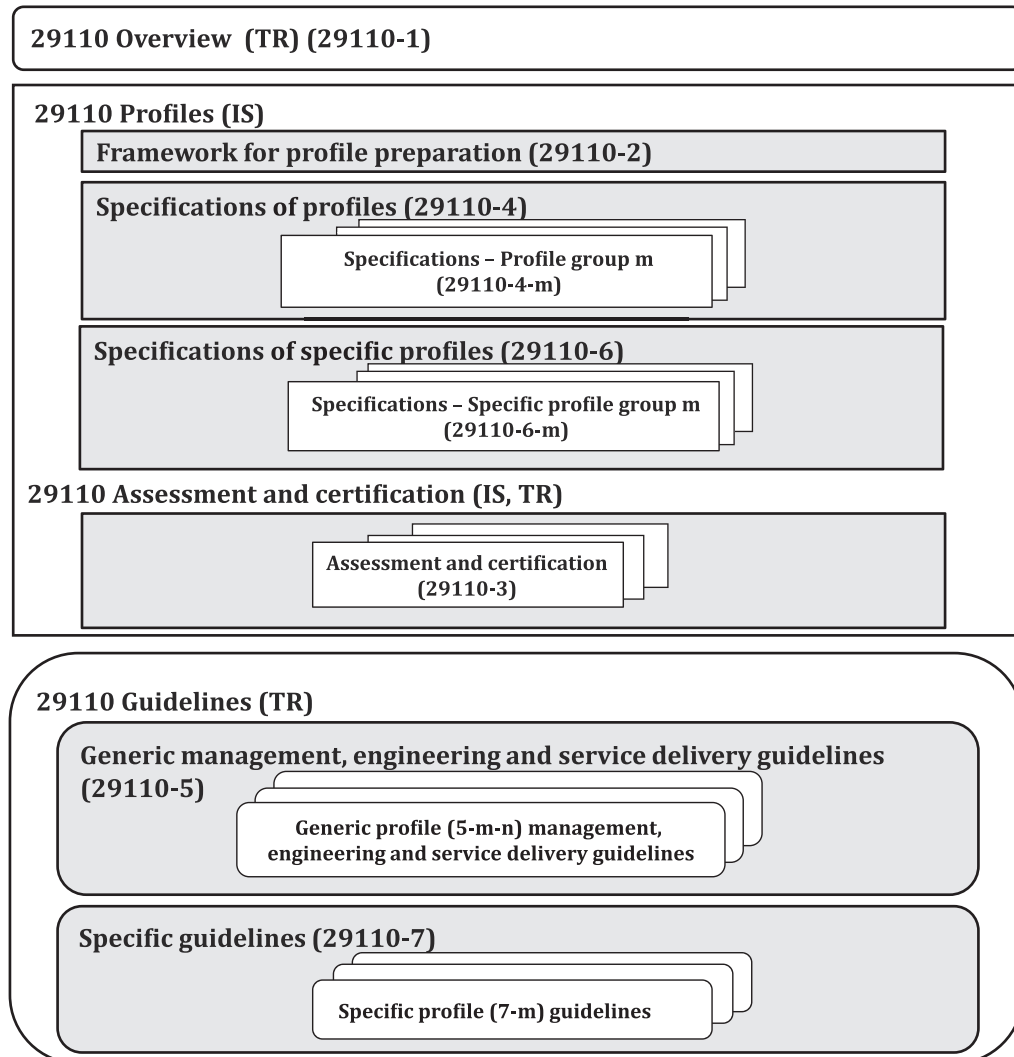 29110 Overview (TR) (29110-1)
29110 Profiles (IS)
Framework for profile preparation (29110-2)
Specifications of profiles (29110-4)
Specifications – Profile group m
(29110-4-m)
Specifications of specific profiles (29110-6)
Specifications – Specific profile group m
(29110-6-m)
29110 Assessment and certification (IS, TR)
Assessment and certification
(29110-3)
29110 Guidelines (TR)
Generic management, engineering and service delivery guidelines
(29110-5)
Generic profile (5-m-n) management,
engineering and service delivery guidelines
Specific guidelines (29110-7)
Specific profile (7-m) guidelines